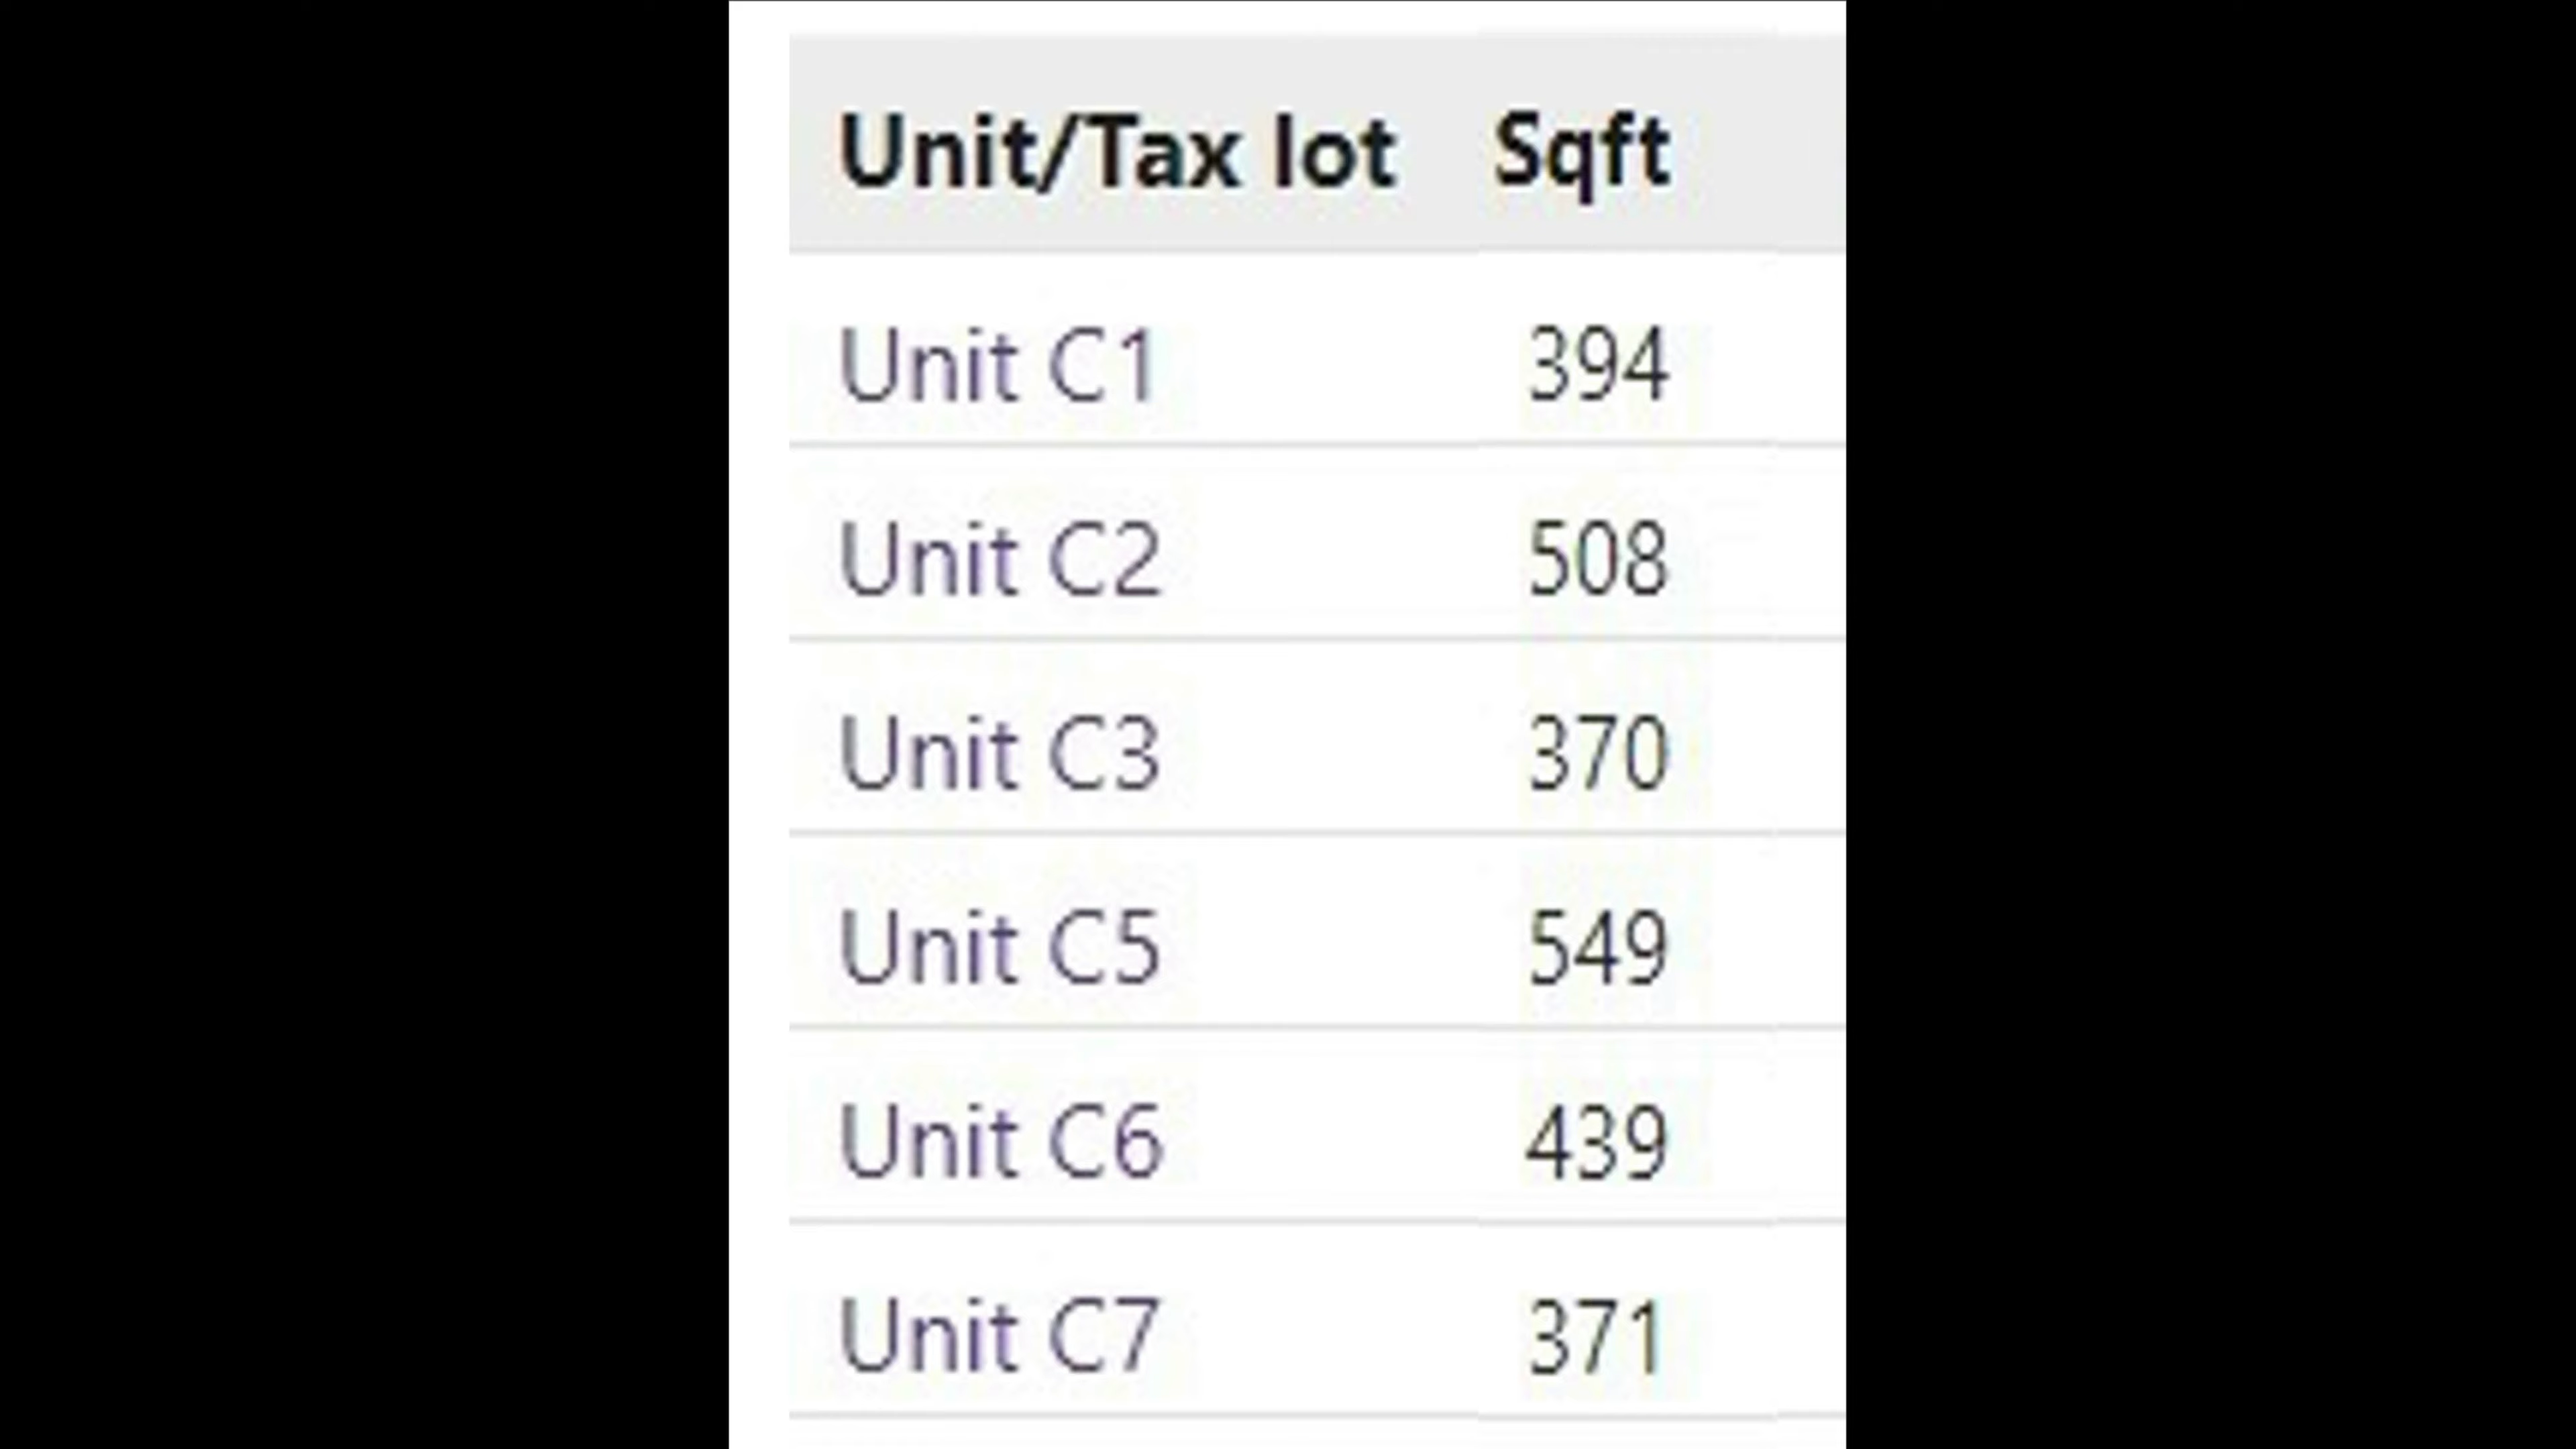 Unit/Tax lot Sqft
Unit C1 394
Unit C2 508
Unit C3 370
Unit C5 549
Unit C6 439
Unit C7 371